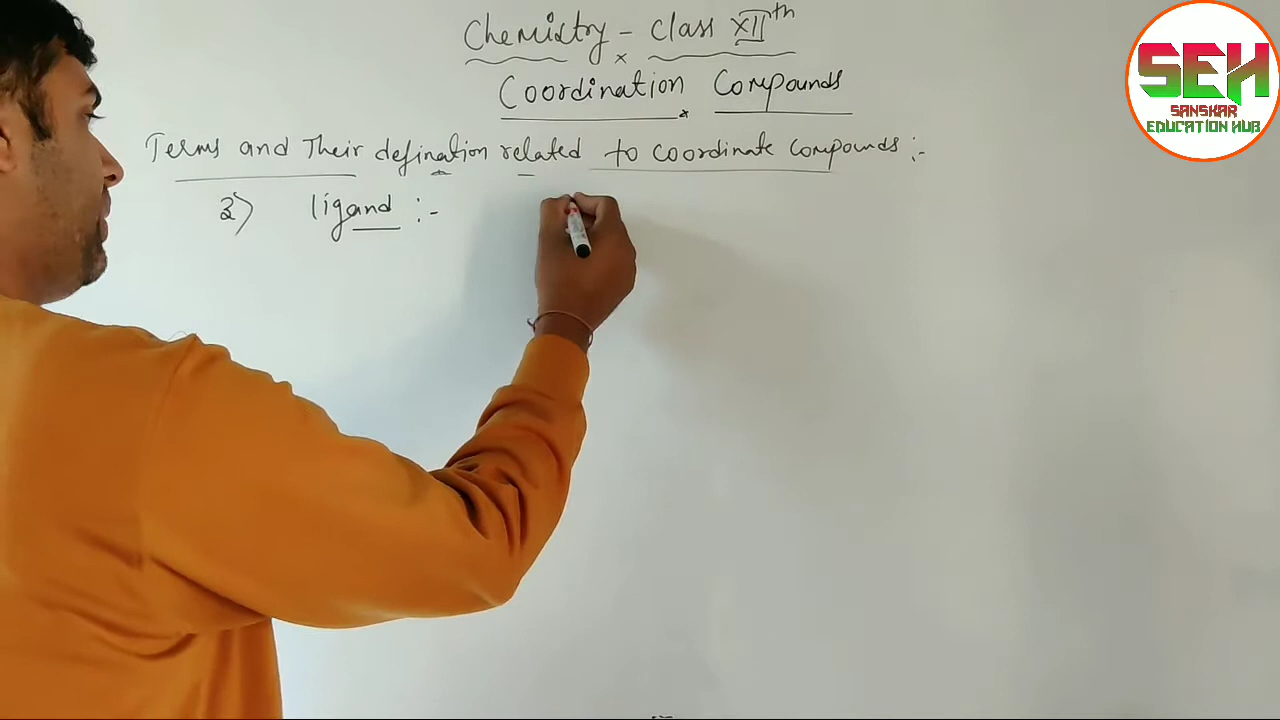 Chemistry - Class XIIth
Coordination Compounds
Terms and Their defination related to coordinate compounds :-
2) ligand :-
SEH
SANSKAR
EDUCATION HUB